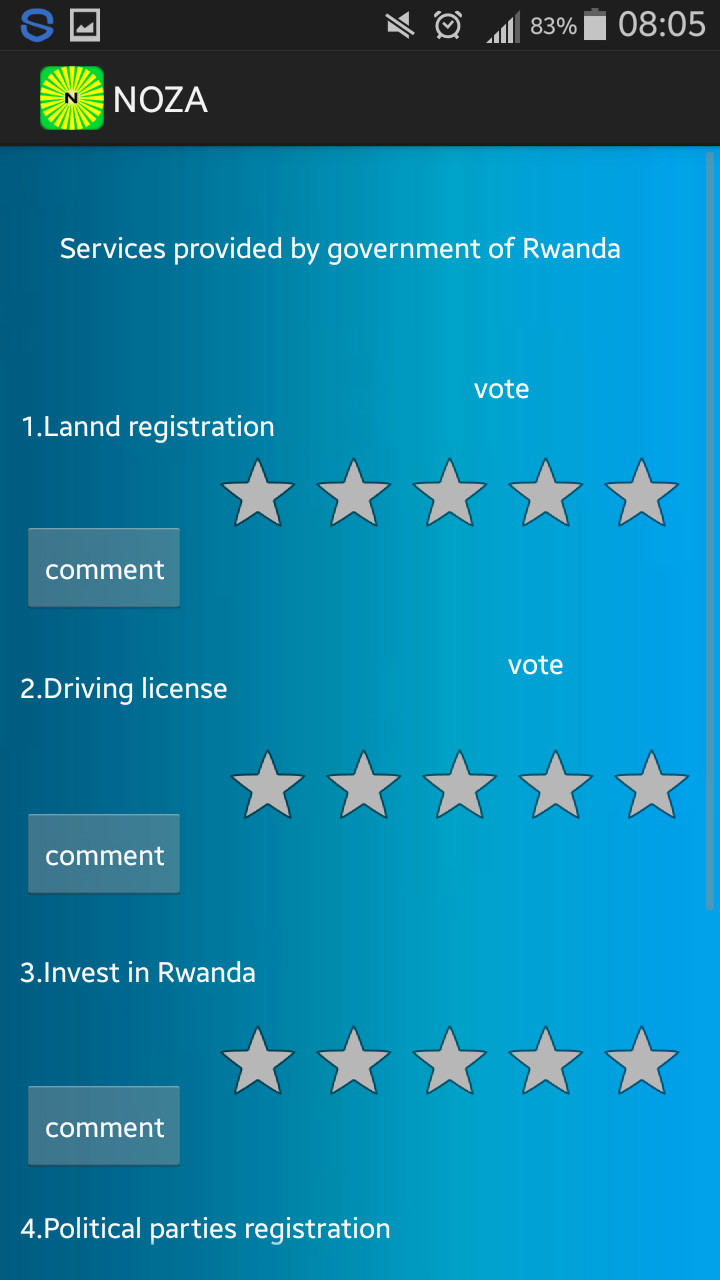 83% 08:05
N NOZA
Services provided by government of Rwanda
vote
1.Lannd registration
comment
vote
2.Driving license
comment
3.Invest in Rwanda
comment
4.Political parties registration